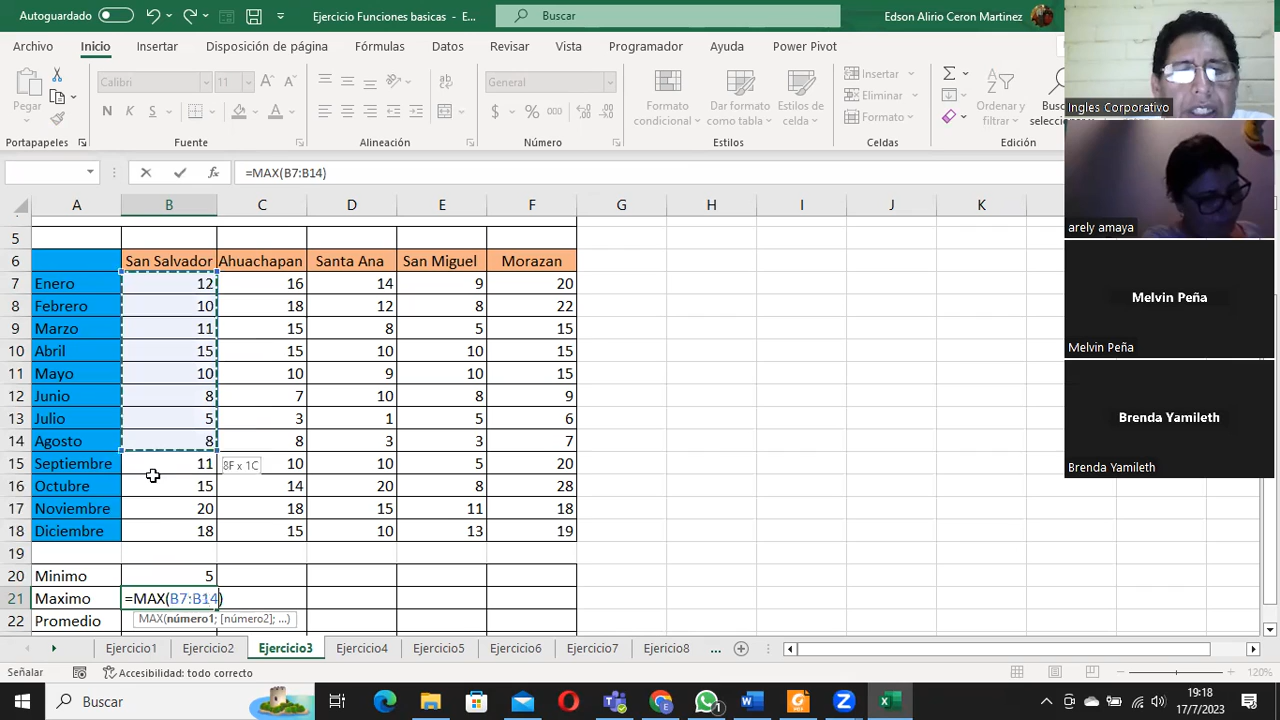 Autoguardado
Ejercicio Funciones basicas - E...
Buscar
Edson Alirio Ceron Martinez
Archivo Inicio Insertar Disposición de página Fórmulas Datos Revisar Vista Programador Ayuda Power Pivot
Pegar
Calibri 11
N K S
General
$ % 000
Formato condicional
Dar formato como tabla
Estilos de celda
Insertar
Eliminar
Formato
Ordenar y filtrar
Portapapeles Fuente Alineación Número Estilos Celdas Edición
=MAX(B7:B14)
A B C D E F G H I J K
5
6 San Salvador Ahuachapan Santa Ana San Miguel Morazan
7 Enero 12 16 14 9 20
8 Febrero 10 18 12 8 22
9 Marzo 11 15 8 5 15
10 Abril 15 15 10 10 15
11 Mayo 10 10 9 10 15
12 Junio 8 7 10 8 9
13 Julio 5 3 1 5 6
14 Agosto 8 8 3 3 7
15 Septiembre 11 8F x 1C 10 10 5 20
16 Octubre 15 14 20 8 28
17 Noviembre 20 18 15 11 18
18 Diciembre 18 15 10 13 19
19
20 Minimo 5
21 Maximo =MAX(B7:B14)
22 Promedio
MAX(número1; [número2]; ...)
Ejercicio1 Ejercicio2 Ejercicio3 Ejercicio4 Ejercicio5 Ejercicio6 Ejercicio7 Ejercicio8 ...
Señalar Accesibilidad: todo correcto 120%
Buscar
19:18
17/7/2023
Ingles Corporativo
arely amaya
Melvin Peña
Melvin Peña
Brenda Yamileth
Brenda Yamileth